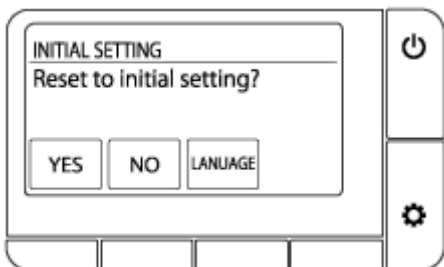 INITIAL SETTING
Reset to initial setting?
YES NO LANUAGE